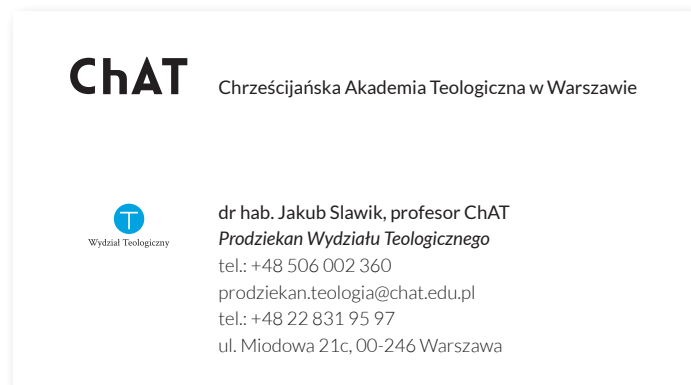 ChAT
Chrześcijańska Akademia Teologiczna w Warszawie
T
Wydział Teologiczny
dr hab. Jakub Slawik, profesor ChAT
Prodziekan Wydziału Teologicznego
tel.: +48 506 002 360
prodziekan.teologia@chat.edu.pl
tel.: +48 22 831 95 97
ul. Miodowa 21c, 00-246 Warszawa